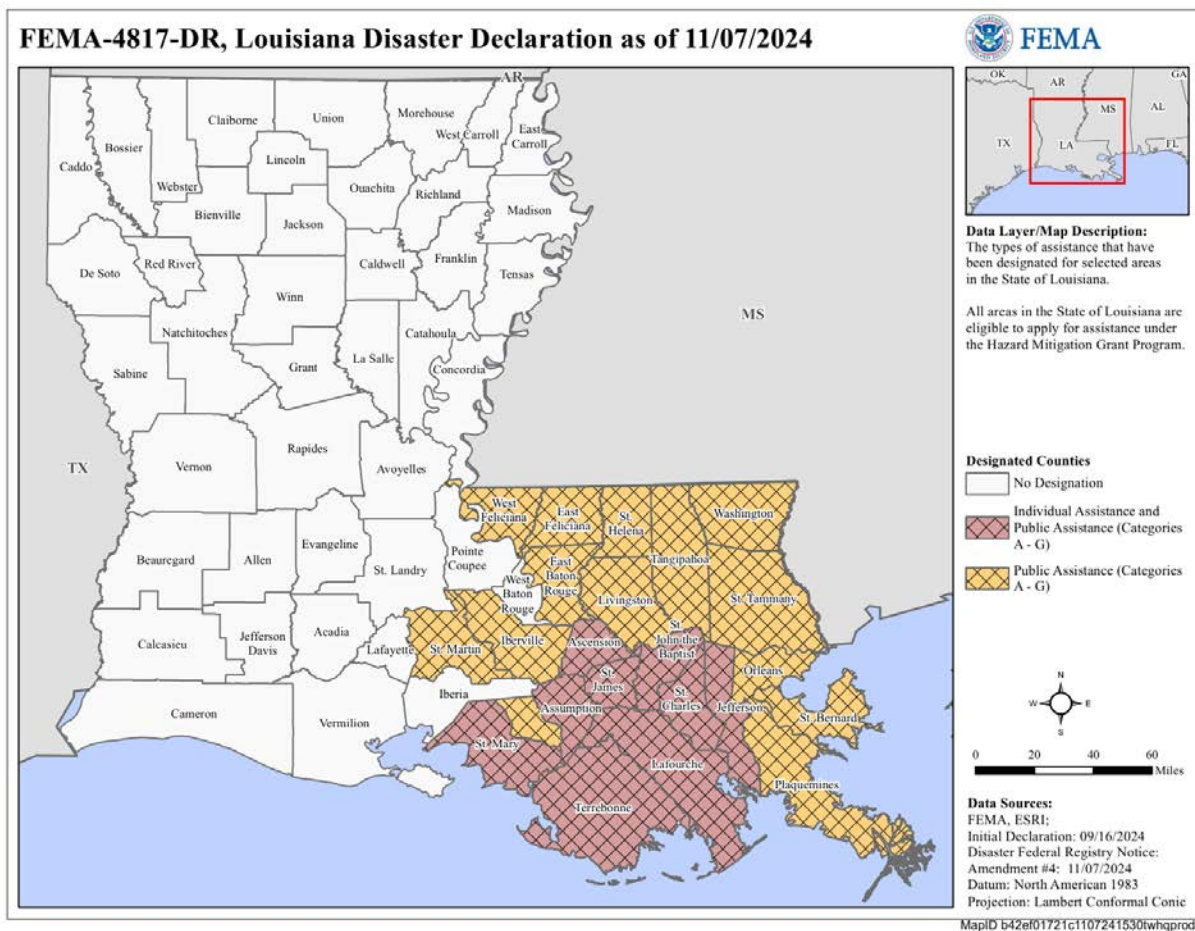 FEMA-4817-DR, Louisiana Disaster Declaration as of 11/07/2024
FEMA
AR
Claiborne
Union
Morehouse
West Carroll
East
Carroll
Caddo
Bossier
Webster
Lincoln
Ouachita
Richland
Madison
Bienville
Jackson
De Soto
Red River
Caldwell
Franklin
Tensas
Winn
Natchitoches
Catahoula
La Salle
Sabine
Grant
Concordia
MS
TX
Vernon
Rapides
Avoyelles
West
Feliciana
East
Feliciana
St.
Helena
Washington
Beauregard
Allen
Evangeline
St. Landry
Pointe
Coupee
East
Baton
Rouge
Tangipahoa
West
Baton
Rouge
Livingston
St. Tammany
Calcasieu
Jefferson
Davis
Acadia
Lafayette
St. Martin
Iberville
Ascension
St.
John the
Baptist
Orleans
Cameron
Vermilion
Iberia
Assumption
St.
James
St.
Charles
Jefferson
St. Bernard
St. Mary
Lafourche
Terrebonne
Plaquemines
OK
AR
GA
MS
AL
TX
LA
FL
Data Layer/Map Description:
The types of assistance that have
been designated for selected areas
in the State of Louisiana.
All areas in the State of Louisiana are
eligible to apply for assistance under
the Hazard Mitigation Grant Program.
Designated Counties
No Designation
Individual Assistance and
Public Assistance (Categories
A - G)
Public Assistance (Categories
A - G)
N
W E
S
0 20 40 60
Miles
Data Sources:
FEMA, ESRI;
Initial Declaration: 09/16/2024
Disaster Federal Registry Notice:
Amendment #4: 11/07/2024
Datum: North American 1983
Projection: Lambert Conformal Conic
MapID b42ef01721c1107241530twhqprod